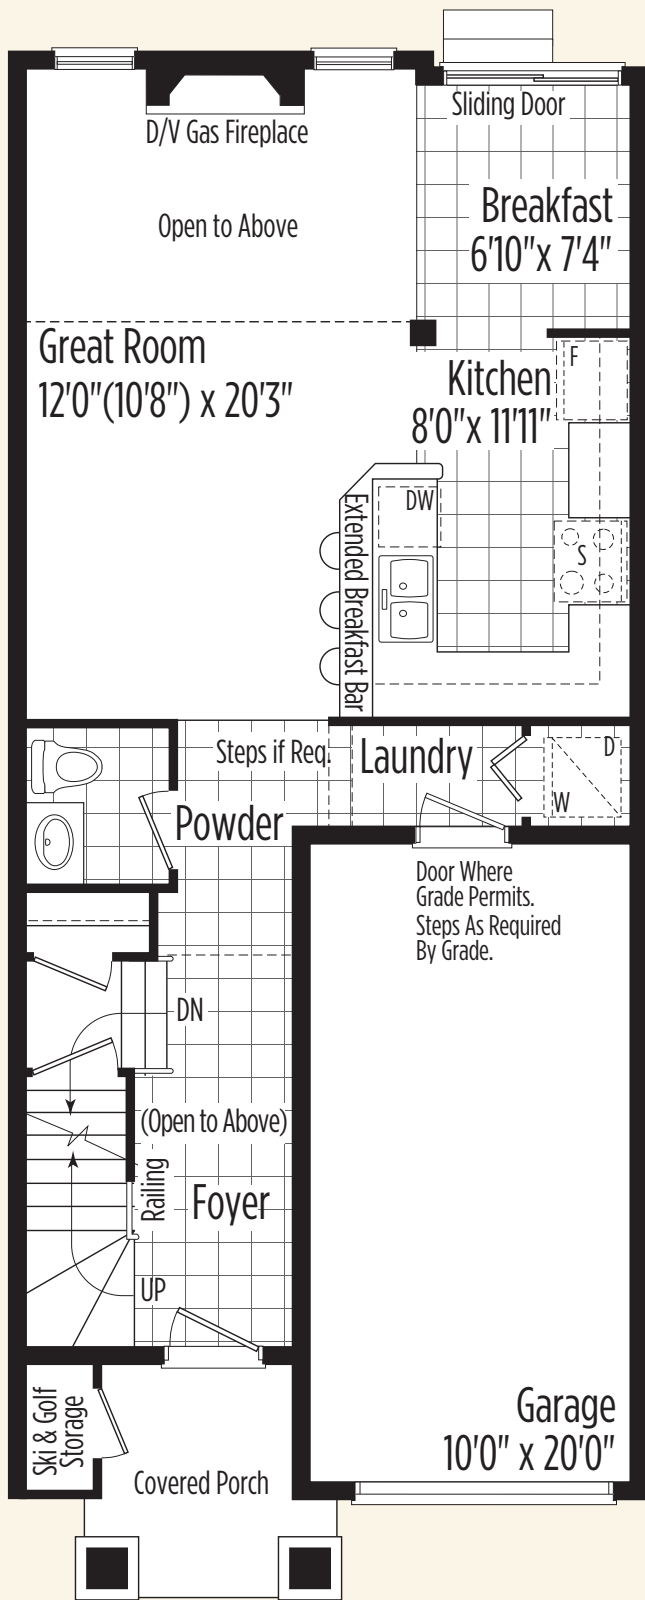 Sliding Door
D/V Gas Fireplace
Open to Above
Breakfast
6'10"x 7'4"
Great Room
12'0"(10'8") x 20'3"
F
Kitchen
8'0"x 11'11"
DW
Extended Breakfast Bar
S
Steps if Req.
Laundry
D
W
Powder
Door Where
Grade Permits.
Steps As Required
By Grade.
DN
(Open to Above)
Railing
Foyer
UP
Ski & Golf
Storage
Covered Porch
Garage
10'0" x 20'0"